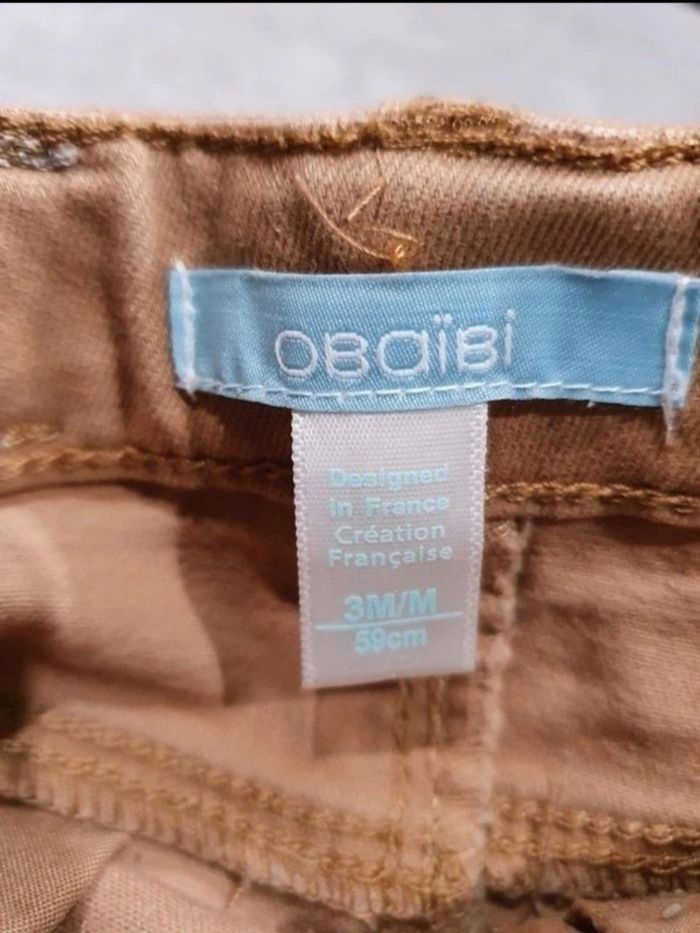 OBaïBi
Designed
in France
Création
Française
3M/M
59cm